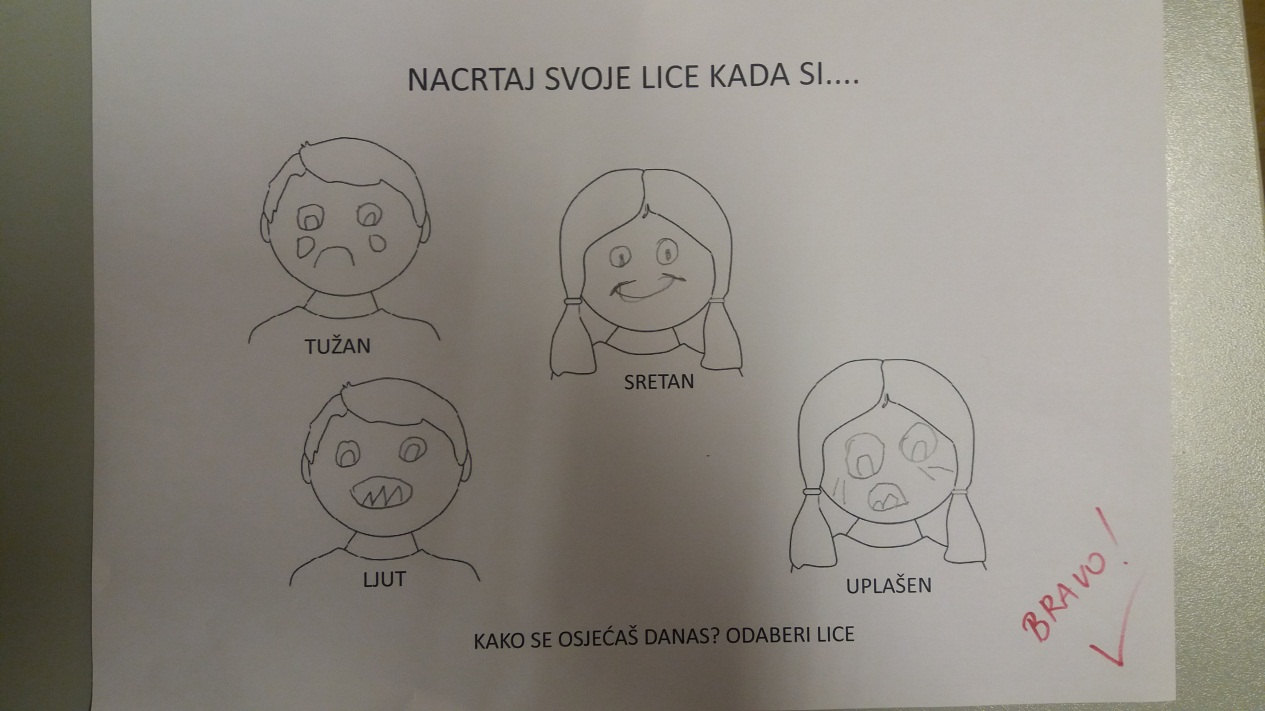 NACRTAJ SVOJE LICE KADA SI....
TUŽAN
SRETAN
LJUT
UPLAŠEN
KAKO SE OSJEĆAŠ DANAS? ODABERI LICE
BRAVO!